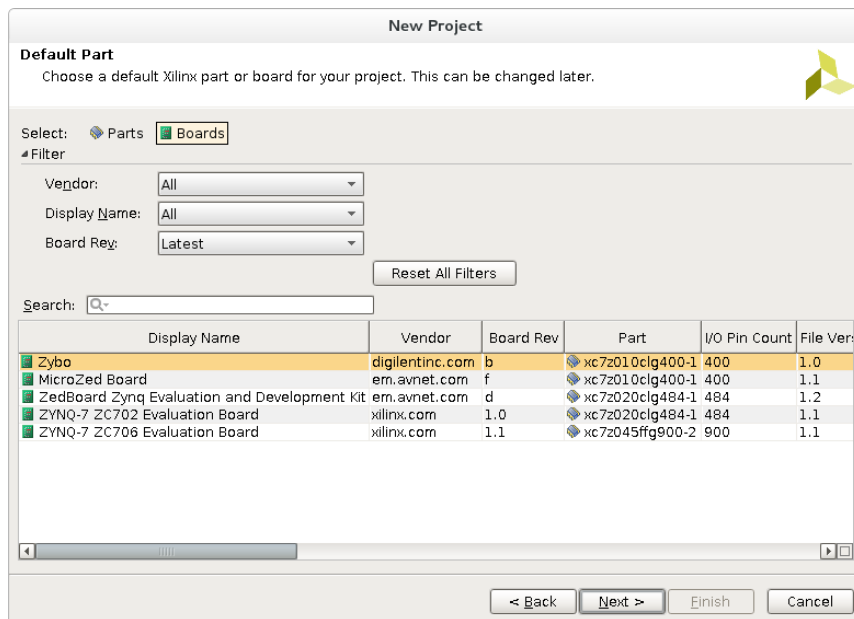 New Project
Default Part
Choose a default Xilinx part or board for your project. This can be changed later.
Select: Parts Boards
Filter
Vendor: All
Display Name: All
Board Rev: Latest
Reset All Filters
Search:
Display Name Vendor Board Rev Part I/O Pin Count File Vers
Zybo digilentinc.com b xc7z010clg400-1 400 1.0
MicroZed Board em.avnet.com f xc7z010clg400-1 400 1.1
ZedBoard Zynq Evaluation and Development Kit em.avnet.com d xc7z020clg484-1 484 1.2
ZYNQ-7 ZC702 Evaluation Board xilinx.com 1.0 xc7z020clg484-1 484 1.1
ZYNQ-7 ZC706 Evaluation Board xilinx.com 1.1 xc7z045ffg900-2 900 1.1
< Back Next > Finish Cancel